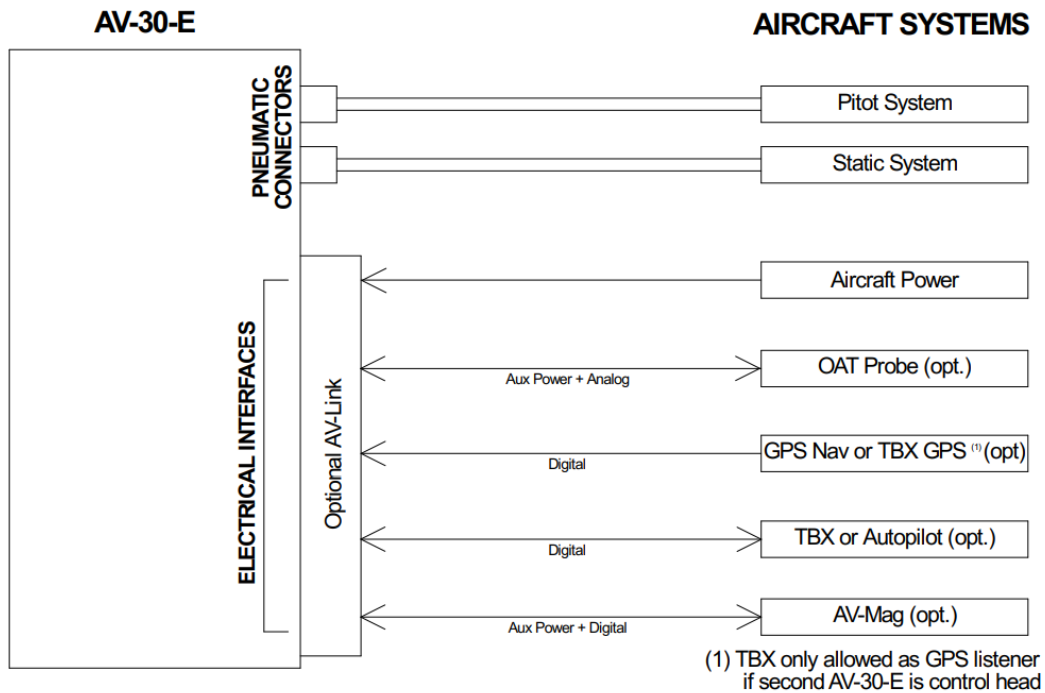 AV-30-E
AIRCRAFT SYSTEMS
PNEUMATIC
CONNECTORS
Pitot System
Static System
ELECTRICAL INTERFACES
Optional AV-Link
Aircraft Power
Aux Power + Analog
OAT Probe (opt.)
Digital
GPS Nav or TBX GPS (1) (opt)
Digital
TBX or Autopilot (opt.)
Aux Power + Digital
AV-Mag (opt.)
(1) TBX only allowed as GPS listener
if second AV-30-E is control head